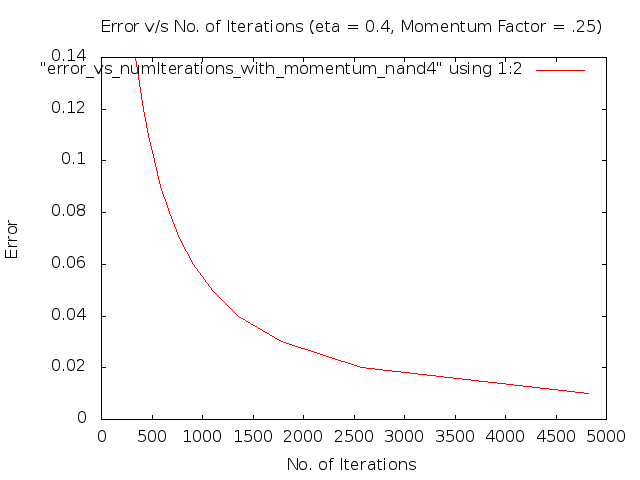 Error v/s No. of Iterations (eta = 0.4, Momentum Factor = .25)
"error_vs_numIterations_with_momentum_nand4" using 1:2
0.14
0.12
0.1
0.08
0.06
0.04
0.02
0
Error
0 500 1000 1500 2000 2500 3000 3500 4000 4500 5000
No. of Iterations